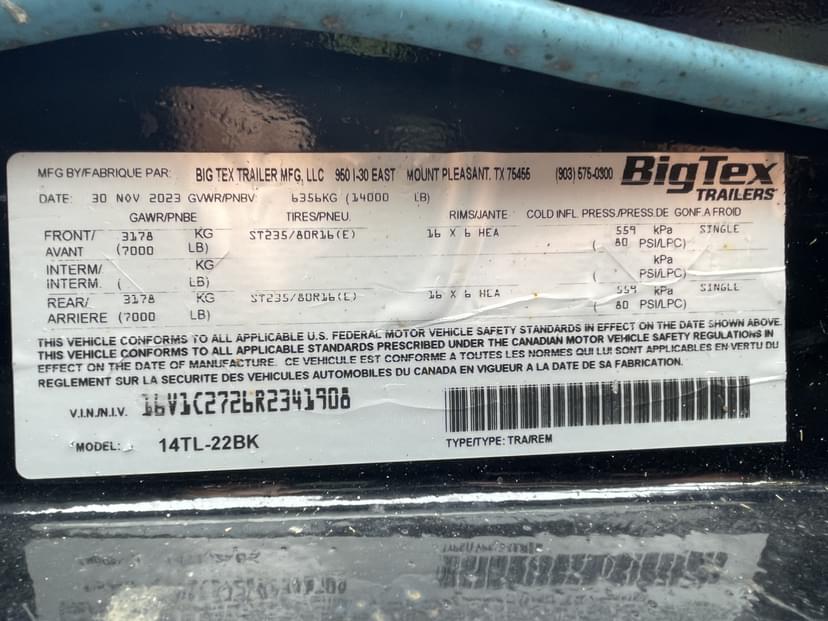 MFG BY/FABRIQUE PAR: BIG TEX TRAILER MFG, LLC 950 I-30 EAST MOUNT PLEASANT, TX 75455 (903) 575-0300 BigTex TRAILERS
DATE: 30 NOV 2023 GVWR/PNBV 6356KG (14000 LB)
GAWR/PNBE TIRES/PNEU. RIMS/JANTE COLD INFL PRESS/PRESS.DE GONF.A FROID
FRONT/ 3178 KG ST235/80R16(E) 16 X 6 HEA 559 kPa SINGLE
AVANT (7000 LB) ( 80 PSI/LPC)
INTERM/ KG kPa
INTERM. ( LB) ( PSI/LPC)
REAR/ 3178 KG ST235/80R16(E) 16 X 6 HEA 559 kPa SINGLE
ARRIERE (7000 LB) ( 80 PSI/LPC)
THIS VEHICLE CONFORMS TO ALL APPLICABLE U.S. FEDERAL MOTOR VEHICLE SAFETY STANDARDS IN EFFECT ON THE DATE SHOWN ABOVE.
THIS VEHICLE CONFORMS TO ALL APPLICABLE STANDARDS PRESCRIBED UNDER THE CANADIAN MOTOR VEHICLE SAFETY REGULATIONS IN
EFFECT ON THE DATE OF MANUFACTURE. CE VEHICULE EST CONFORME A TOUTES LES NORMES QUI LUI SONT APPLICABLES EN VERTU DU
REGLEMENT SUR LA SECURITE DES VEHICULES AUTOMOBILES DU CANADA EN VIGUEUR A LA DATE DE SA FABRICATION.
V.I.N./N.I.V. 16V1C2726R2341908
MODEL: 14TL-22BK TYPE/TYPE: TRA/REM